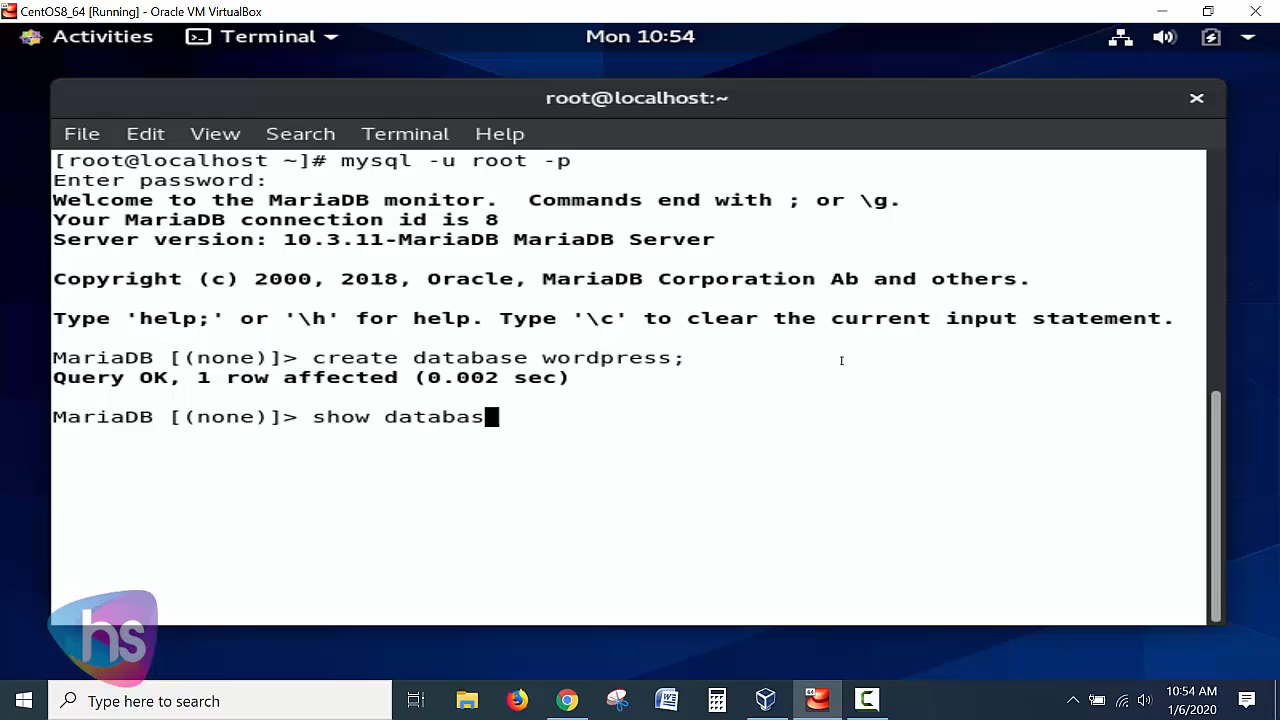 CentOS8_64 [Running] - Oracle VM VirtualBox
Activities Terminal Mon 10:54
root@localhost:~
File Edit View Search Terminal Help
[root@localhost ~]# mysql -u root -p
Enter password:
Welcome to the MariaDB monitor.  Commands end with ; or \g.
Your MariaDB connection id is 8
Server version: 10.3.11-MariaDB MariaDB Server
Copyright (c) 2000, 2018, Oracle, MariaDB Corporation Ab and others.
Type 'help;' or '\h' for help. Type '\c' to clear the current input statement.
MariaDB [(none)]> create database wordpress;
Query OK, 1 row affected (0.002 sec)
MariaDB [(none)]> show databas
hs
Type here to search
10:54 AM
1/6/2020